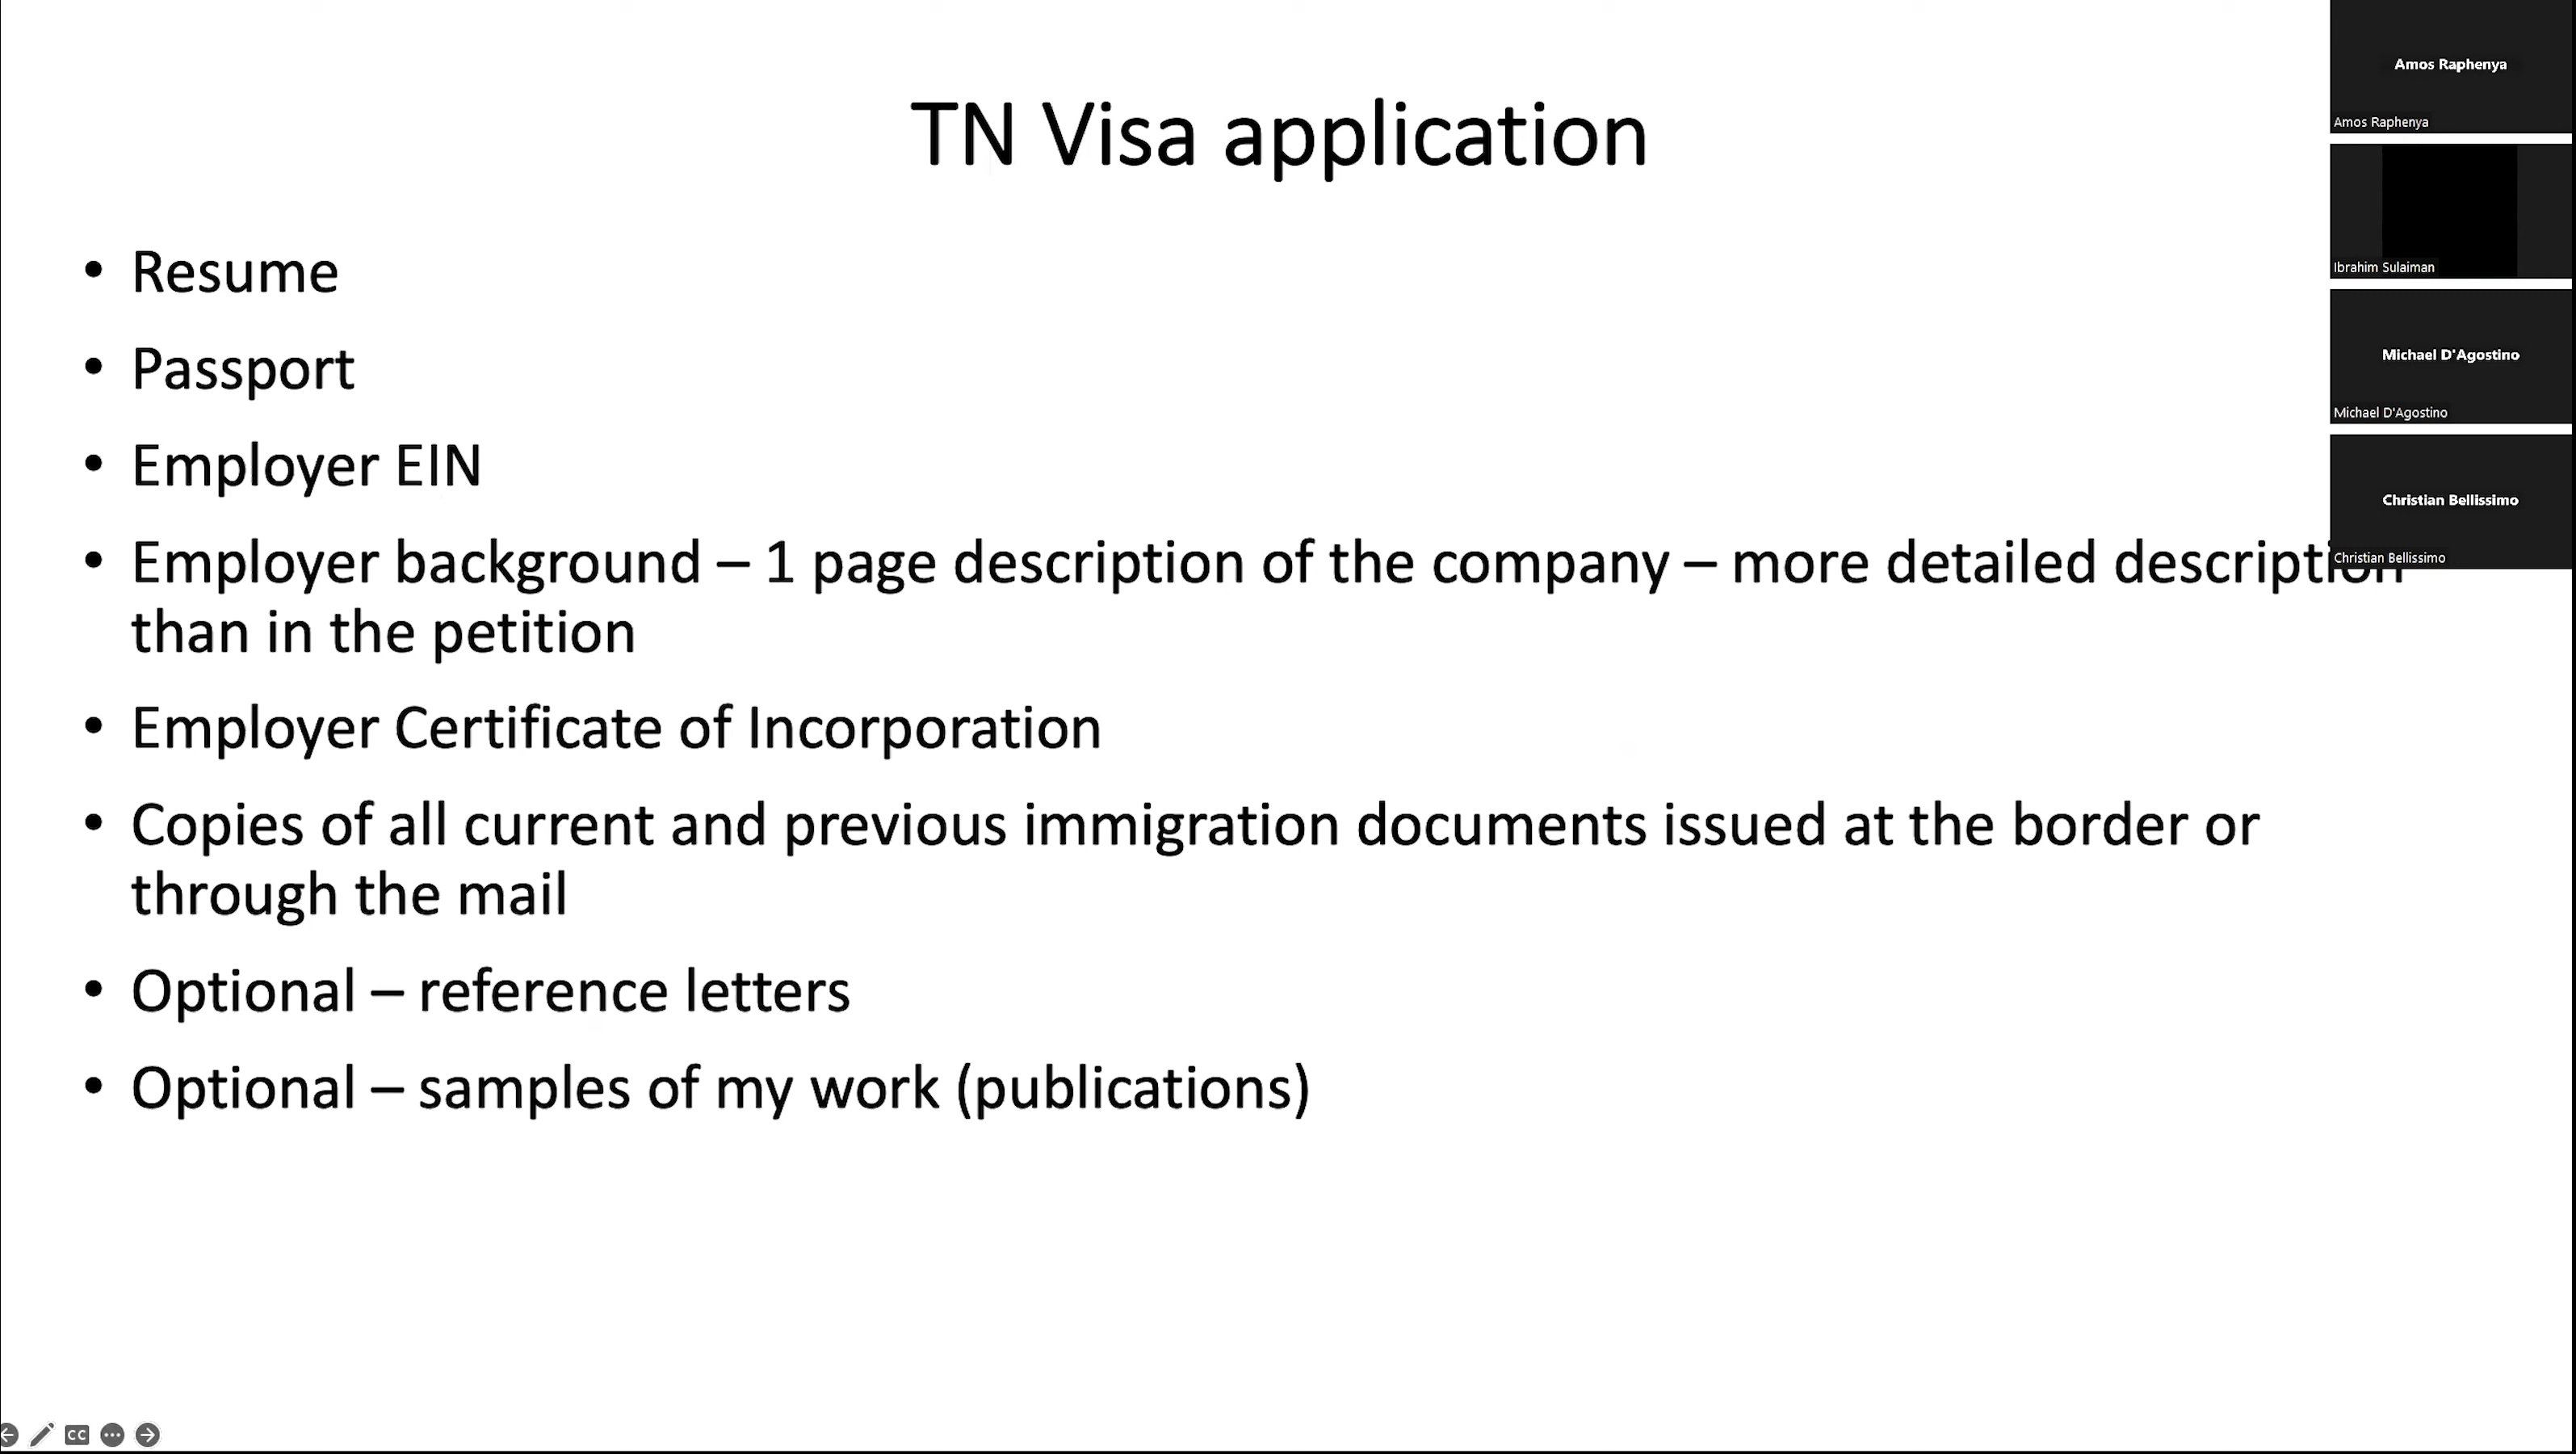 TN Visa application
• Resume
• Passport
• Employer EIN
• Employer background – 1 page description of the company – more detailed description
than in the petition
• Employer Certificate of Incorporation
• Copies of all current and previous immigration documents issued at the border or
through the mail
• Optional – reference letters
• Optional – samples of my work (publications)
Amos Raphenya
Amos Raphenya
Ibrahim Sulaiman
Michael D'Agostino
Michael D'Agostino
Christian Bellissimo
Christian Bellissimo
CC